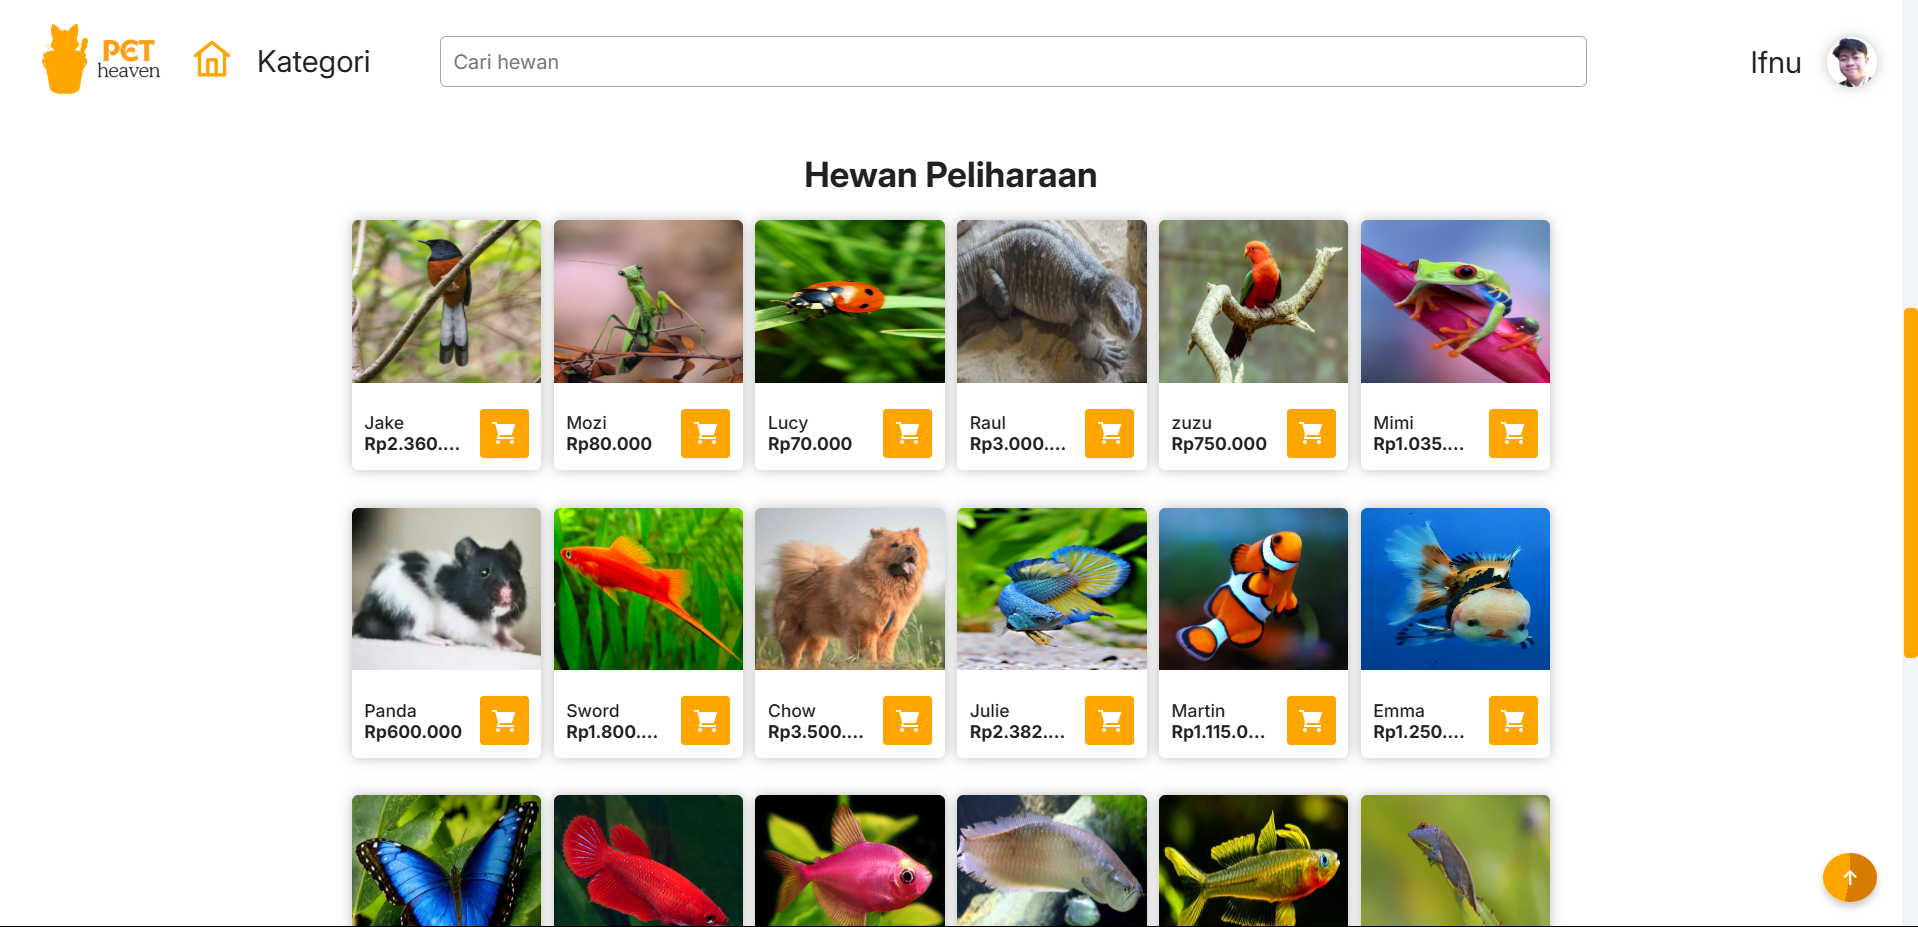 PET
heaven
Kategori
Cari hewan
Ifnu
Hewan Peliharaan
Jake
Rp2.360....
Mozi
Rp80.000
Lucy
Rp70.000
Raul
Rp3.000....
zuzu
Rp750.000
Mimi
Rp1.035....
Panda
Rp600.000
Sword
Rp1.800....
Chow
Rp3.500....
Julie
Rp2.382....
Martin
Rp1.115.0...
Emma
Rp1.250....